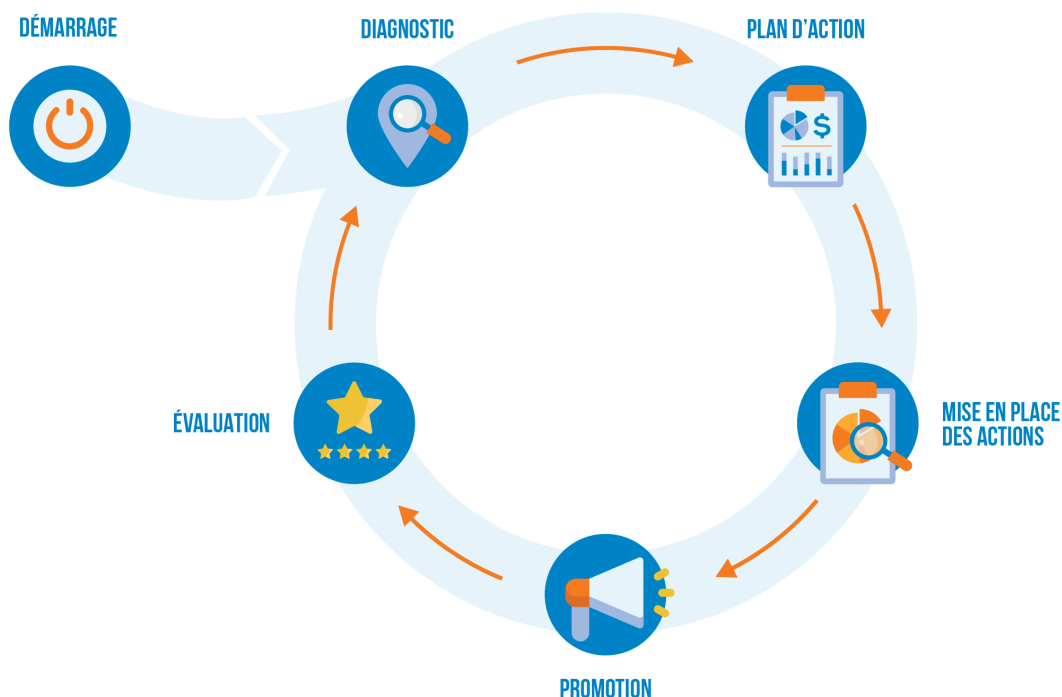 DÉMARRAGE
DIAGNOSTIC
PLAN D'ACTION
$
MISE EN PLACE
DES ACTIONS
PROMOTION
ÉVALUATION